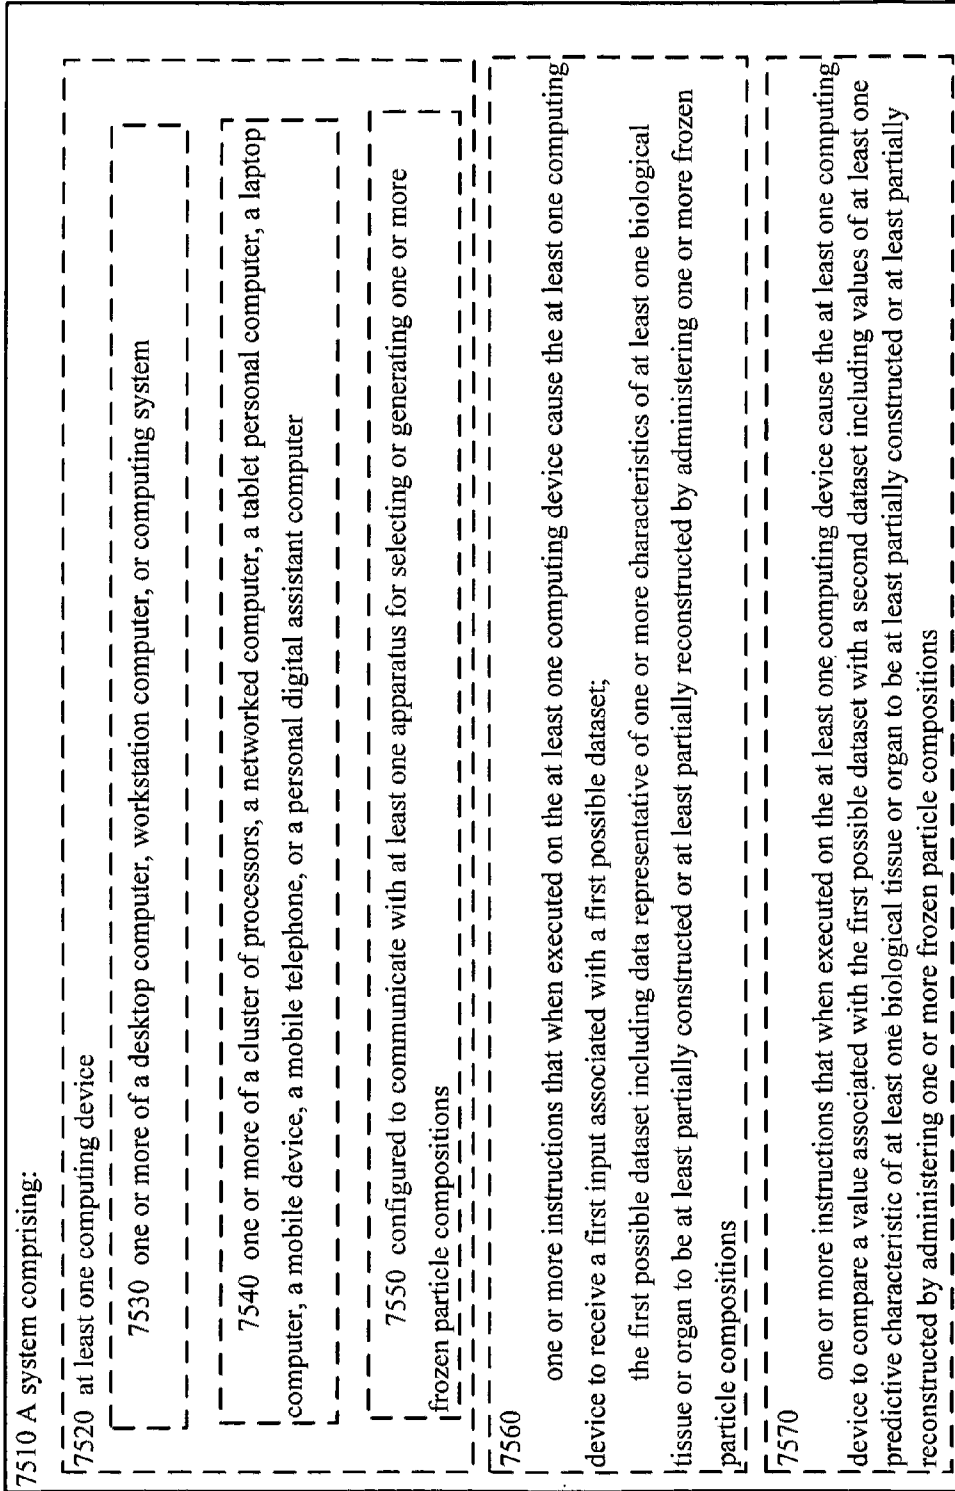 7510 A system comprising:
7520 at least one computing device
7530 one or more of a desktop computer, workstation computer, or computing system
7540 one or more of a cluster of processors, a networked computer, a tablet personal computer, a laptop
computer, a mobile device, a mobile telephone, or a personal digital assistant computer
7550 configured to communicate with at least one apparatus for selecting or generating one or more
frozen particle compositions
7560
one or more instructions that when executed on the at least one computing device cause the at least one computing
device to receive a first input associated with a first possible dataset;
the first possible dataset including data representative of one or more characteristics of at least one biological
tissue or organ to be at least partially constructed or at least partially reconstructed by administering one or more frozen
particle compositions
7570
one or more instructions that when executed on the at least one computing device cause the at least one computing
device to compare a value associated with the first possible dataset with a second dataset including values of at least one
predictive characteristic of at least one biological tissue or organ to be at least partially constructed or at least partially
reconstructed by administering one or more frozen particle compositions